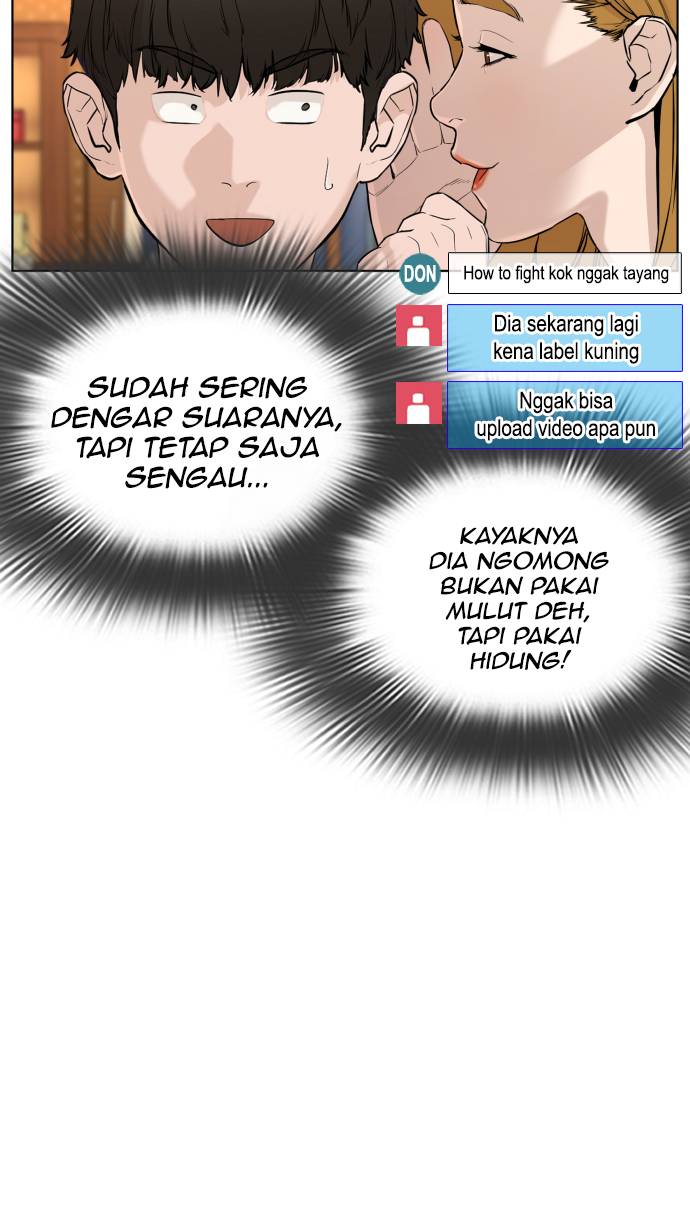 DON
How to fight kok nggak tayang
Dia sekarang lagi
kena label kuning
Nggak bisa
upload video apa pun
SUDAH SERING
DENGAR SUARANYA,
TAPI TETAP SAJA
SENGAU...
KAYAKNYA
DIA NGOMONG
BUKAN PAKAI
MULUT DEH,
TAPI PAKAI
HIDUNG!